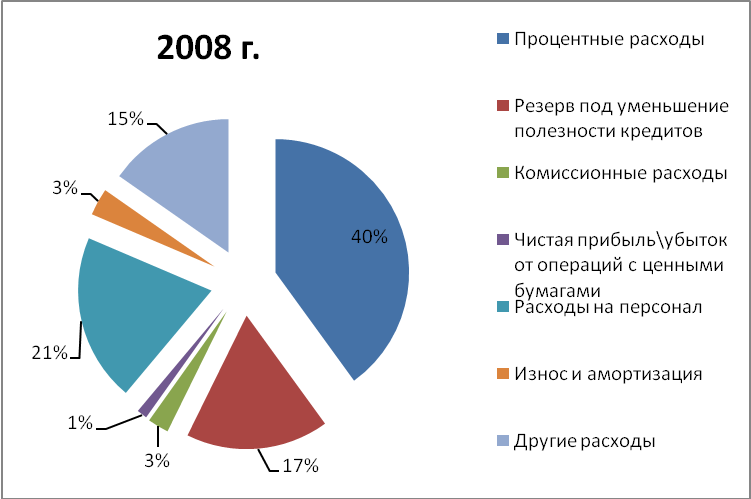 2008 г.
40%
17%
3%
1%
21%
3%
15%
Процентные расходы
Резерв под уменьшение
полезности кредитов
Комиссионные расходы
Чистая прибыль\убыток
от операций с ценными
бумагами
Расходы на персонал
Износ и амортизация
Другие расходы